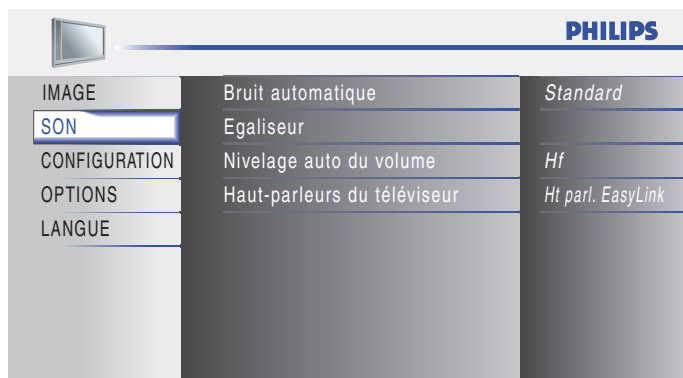 PHILIPS
IMAGE
SON
CONFIGURATION
OPTIONS
LANGUE
Bruit automatique Standard
Egaliseur
Nivelage auto du volume Hf
Haut-parleurs du téléviseur Ht parl. EasyLink